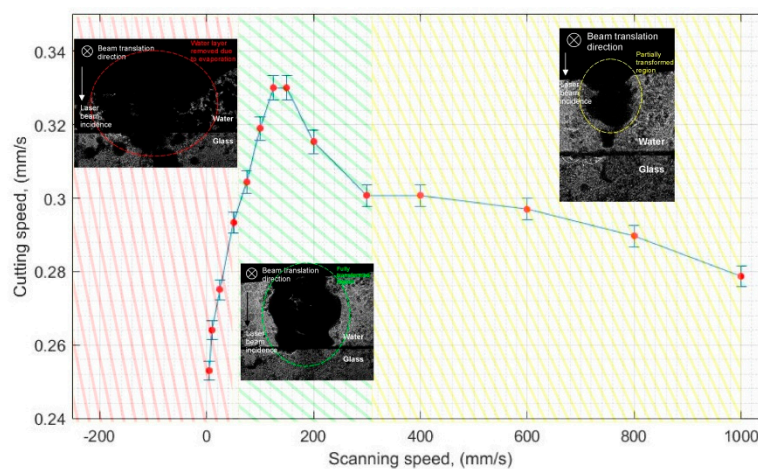 0.34
0.32
0.3
0.28
0.26
0.24
Cutting speed, (mm/s)
-200
0
200
400
600
800
1000
Scanning speed, (mm/s)
Beam translation
direction
Water layer
removed due
to evaporation
Laser
beam
incidence
Water
Glass
Beam translation
direction
Fully
Laser
beam
incidence
Water
Glass
Beam translation
direction
Partially
transformed
region
Laser
beam
incidence
Water
Glass